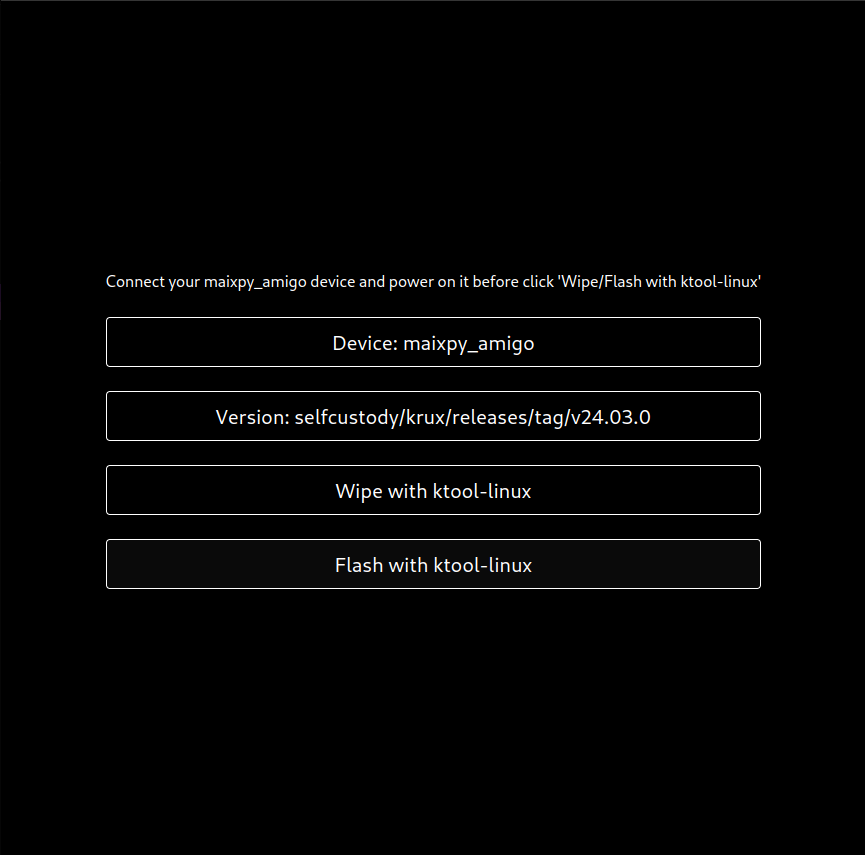 Connect your maixpy_amigo device and power on it before click 'Wipe/Flash with ktool-linux'
Device: maixpy_amigo
Version: selfcustody/krux/releases/tag/v24.03.0
Wipe with ktool-linux
Flash with ktool-linux